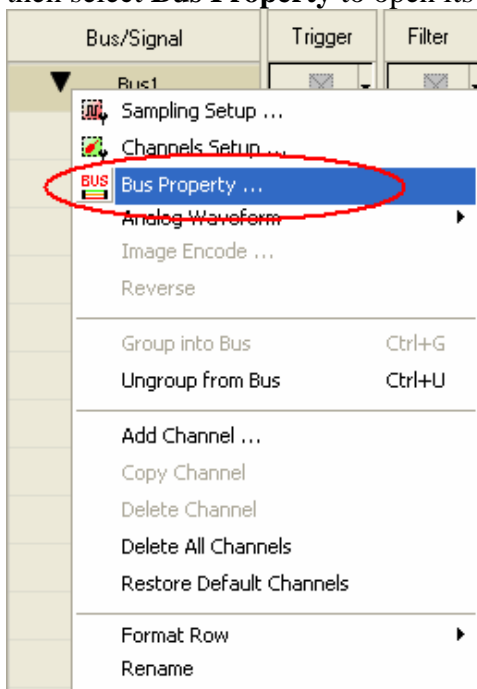 then select Bus Property to open its
Bus/Signal Trigger Filter
Bus1
Sampling Setup ...
Channels Setup ...
BUS Bus Property ...
Analog Waveform
Image Encode ...
Reverse
Group into Bus Ctrl+G
Ungroup from Bus Ctrl+U
Add Channel ...
Copy Channel
Delete Channel
Delete All Channels
Restore Default Channels
Format Row
Rename